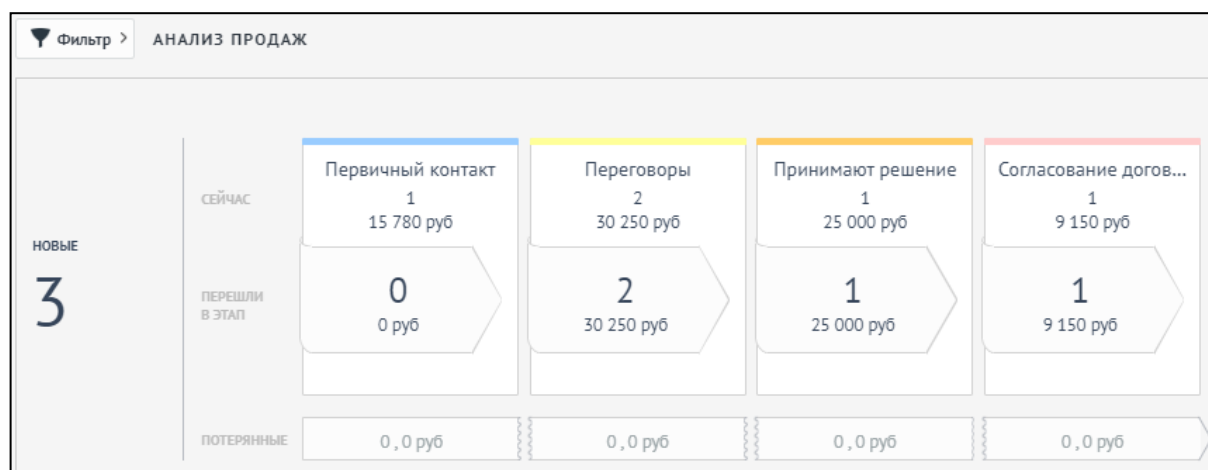 Фильтр >
АНАЛИЗ ПРОДАЖ
Первичный контакт
Переговоры
Принимают решение
Согласование догов...
СЕЙЧАС
1
2
1
1
15 780 руб
30 250 руб
25 000 руб
9 150 руб
НОВЫЕ
3
ПЕРЕШЛИ
В ЭТАП
0
2
1
1
0 руб
30 250 руб
25 000 руб
9 150 руб
ПОТЕРЯННЫЕ
0 , 0 руб
0 , 0 руб
0 , 0 руб
0 , 0 руб